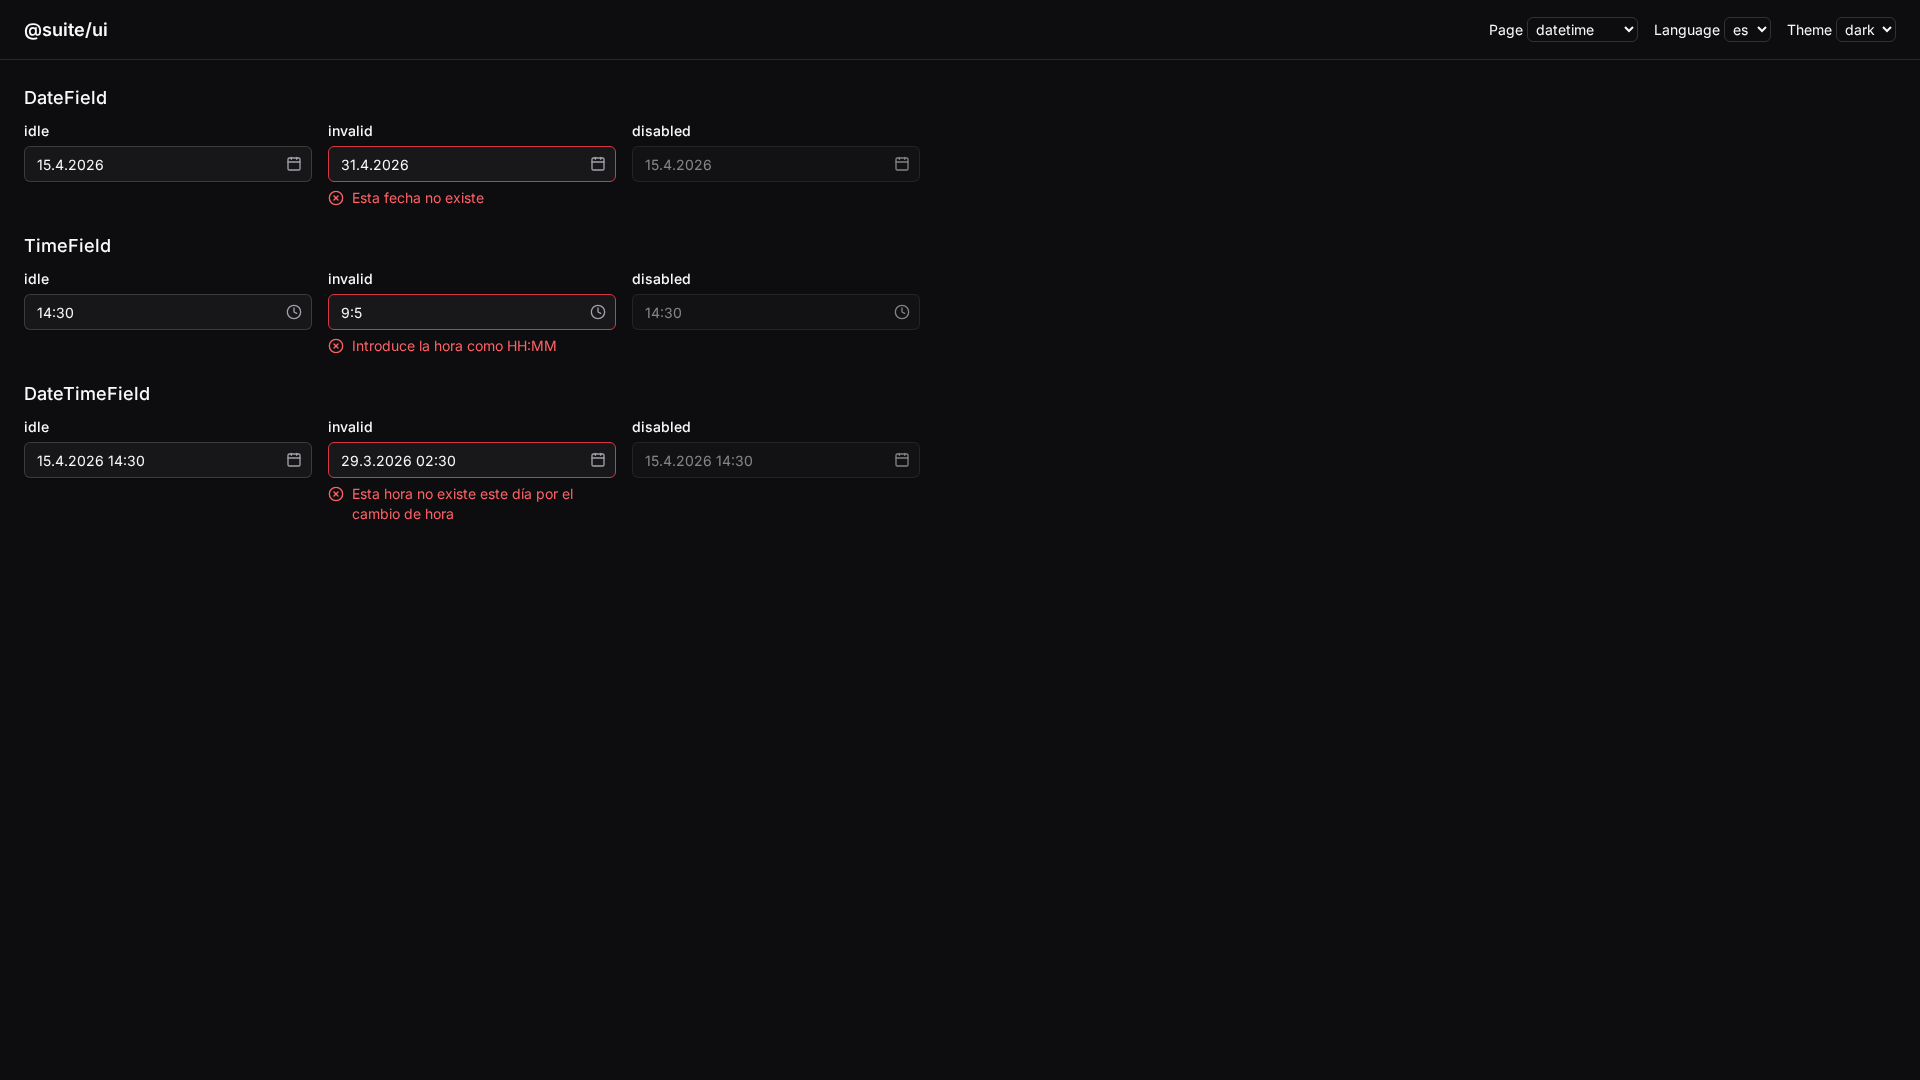 @suite/ui
Page datetime Language es Theme dark
DateField
idle invalid disabled
15.4.2026 31.4.2026 15.4.2026
Esta fecha no existe
TimeField
idle invalid disabled
14:30 9:5 14:30
Introduce la hora como HH:MM
DateTimeField
idle invalid disabled
15.4.2026 14:30 29.3.2026 02:30 15.4.2026 14:30
Esta hora no existe este día por el
cambio de hora